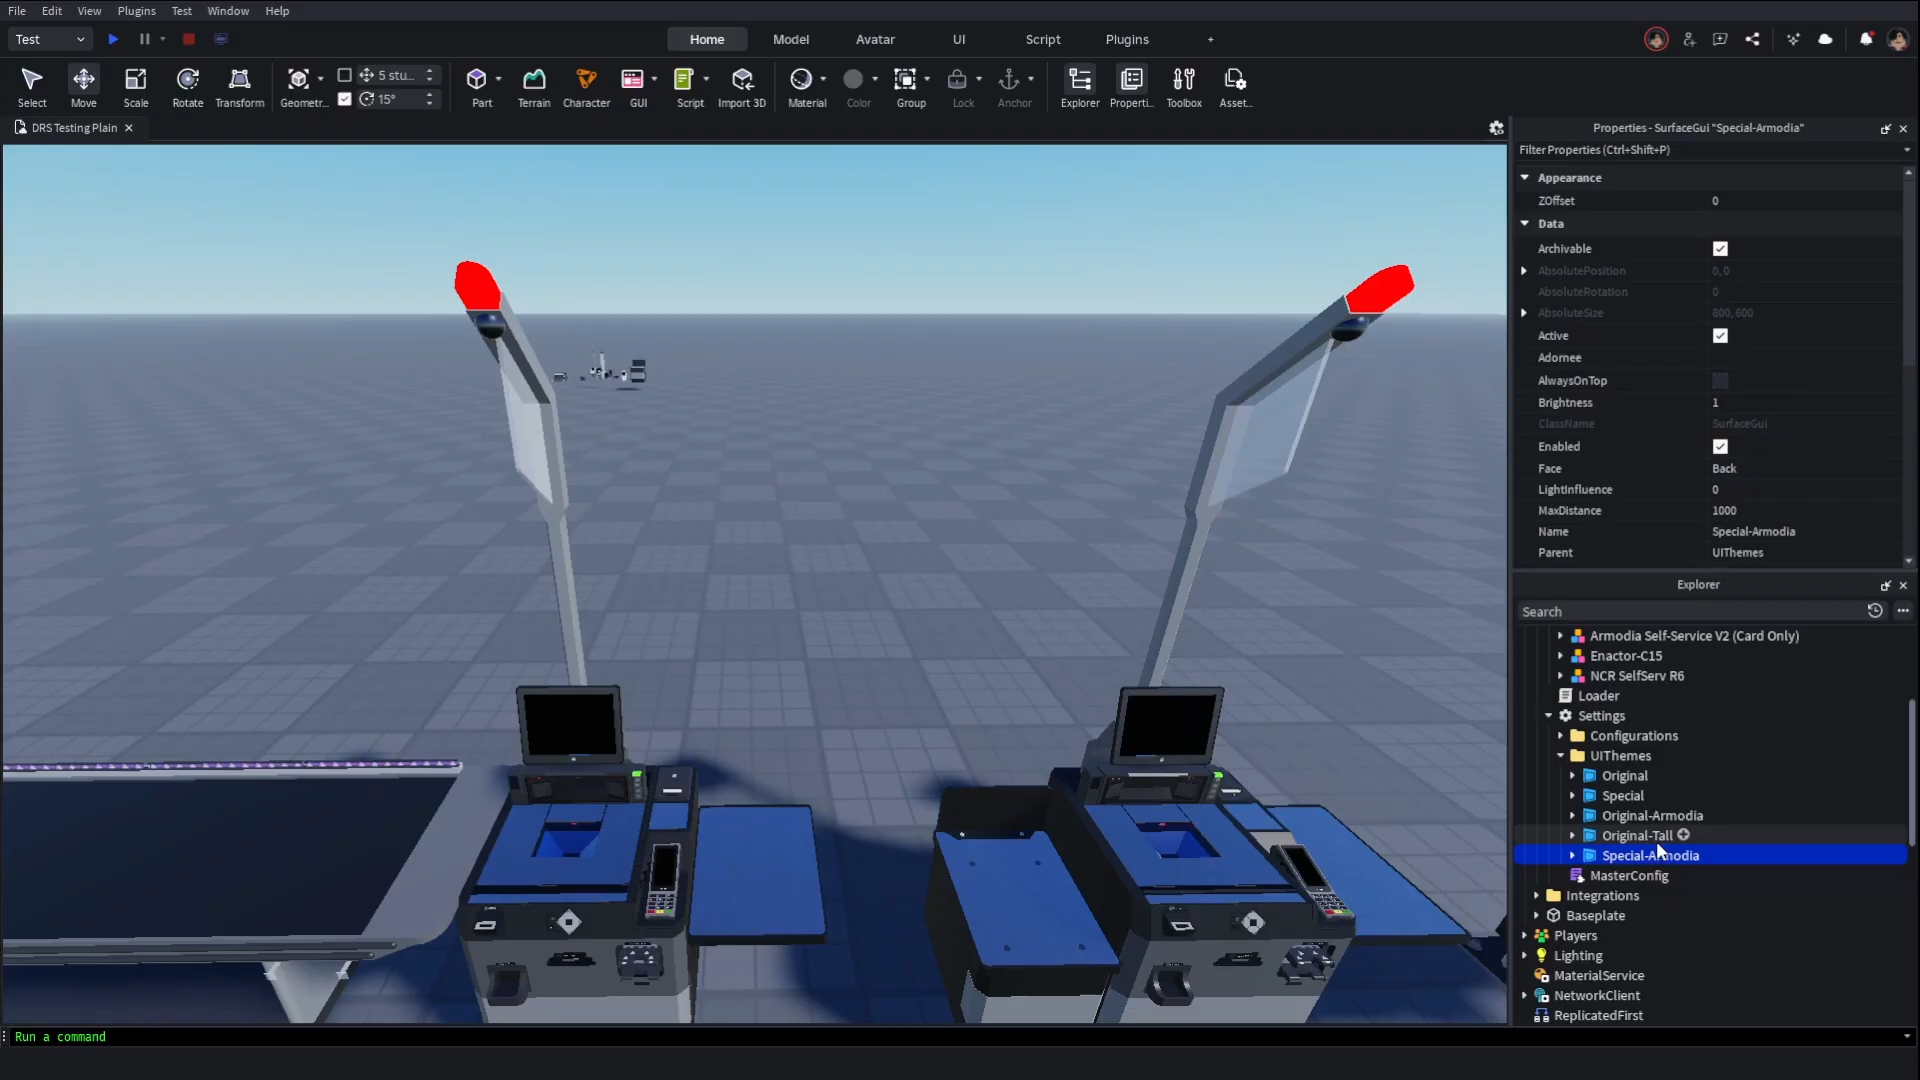 File Edit View Plugins Test Window Help
Test Home Model Avatar UI Script Plugins +
5 stu...
15°
Select Move Scale Rotate Transform Geometr... Part Terrain Character GUI Script Import 3D Material Color Group Lock Anchor Explorer Properti... Toolbox Asset...
DRS Testing Plain
Properties - SurfaceGui "Special-Armodia"
Filter Properties (Ctrl+Shift+P)
Appearance
ZOffset 0
Data
Archivable
AbsolutePosition 0, 0
AbsoluteRotation 0
AbsoluteSize 800, 600
Active
Adornee
AlwaysOnTop
Brightness 1
ClassName SurfaceGui
Enabled
Face Back
LightInfluence 0
MaxDistance 1000
Name Special-Armodia
Parent UIThemes
Explorer
Search
Armodia Self-Service V2 (Card Only)
Enactor-C15
NCR SelfServ R6
Loader
Settings
Configurations
UIThemes
Original
Special
Original-Armodia
Original-Tall
Special-Armodia
MasterConfig
Integrations
Baseplate
Players
Lighting
MaterialService
NetworkClient
ReplicatedFirst
Run a command